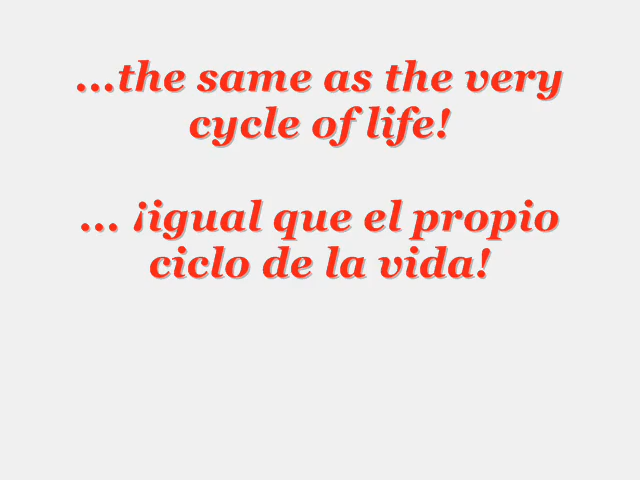 ...the same as the very
cycle of life!
... ¡igual que el propio
ciclo de la vida!